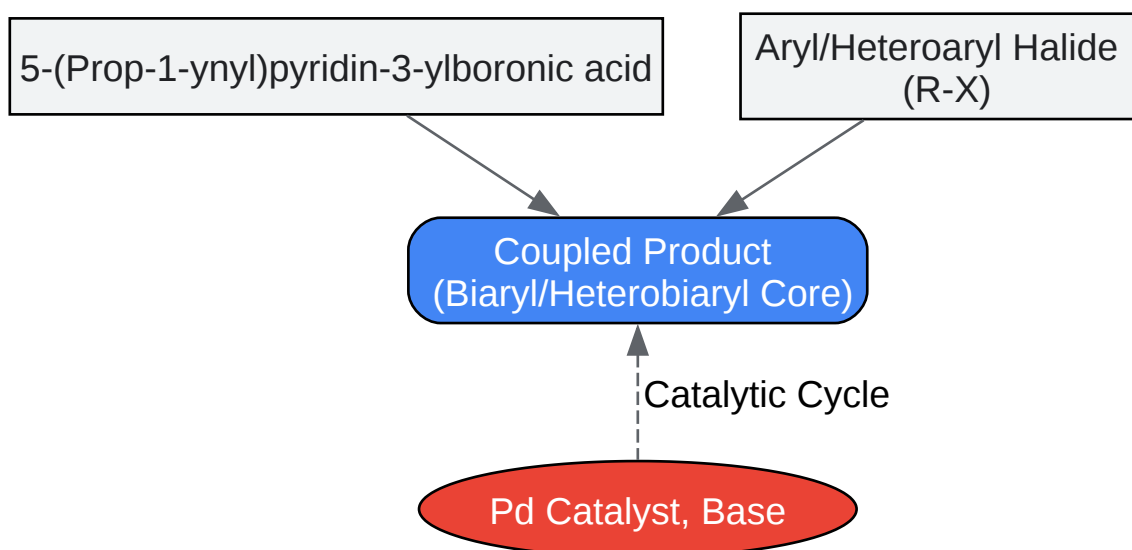 5-(Prop-1-ynyl)pyridin-3-ylboronic acid
Aryl/Heteroaryl Halide
(R-X)
Coupled Product
(Biaryl/Heterobiaryl Core)
Catalytic Cycle
Pd Catalyst, Base